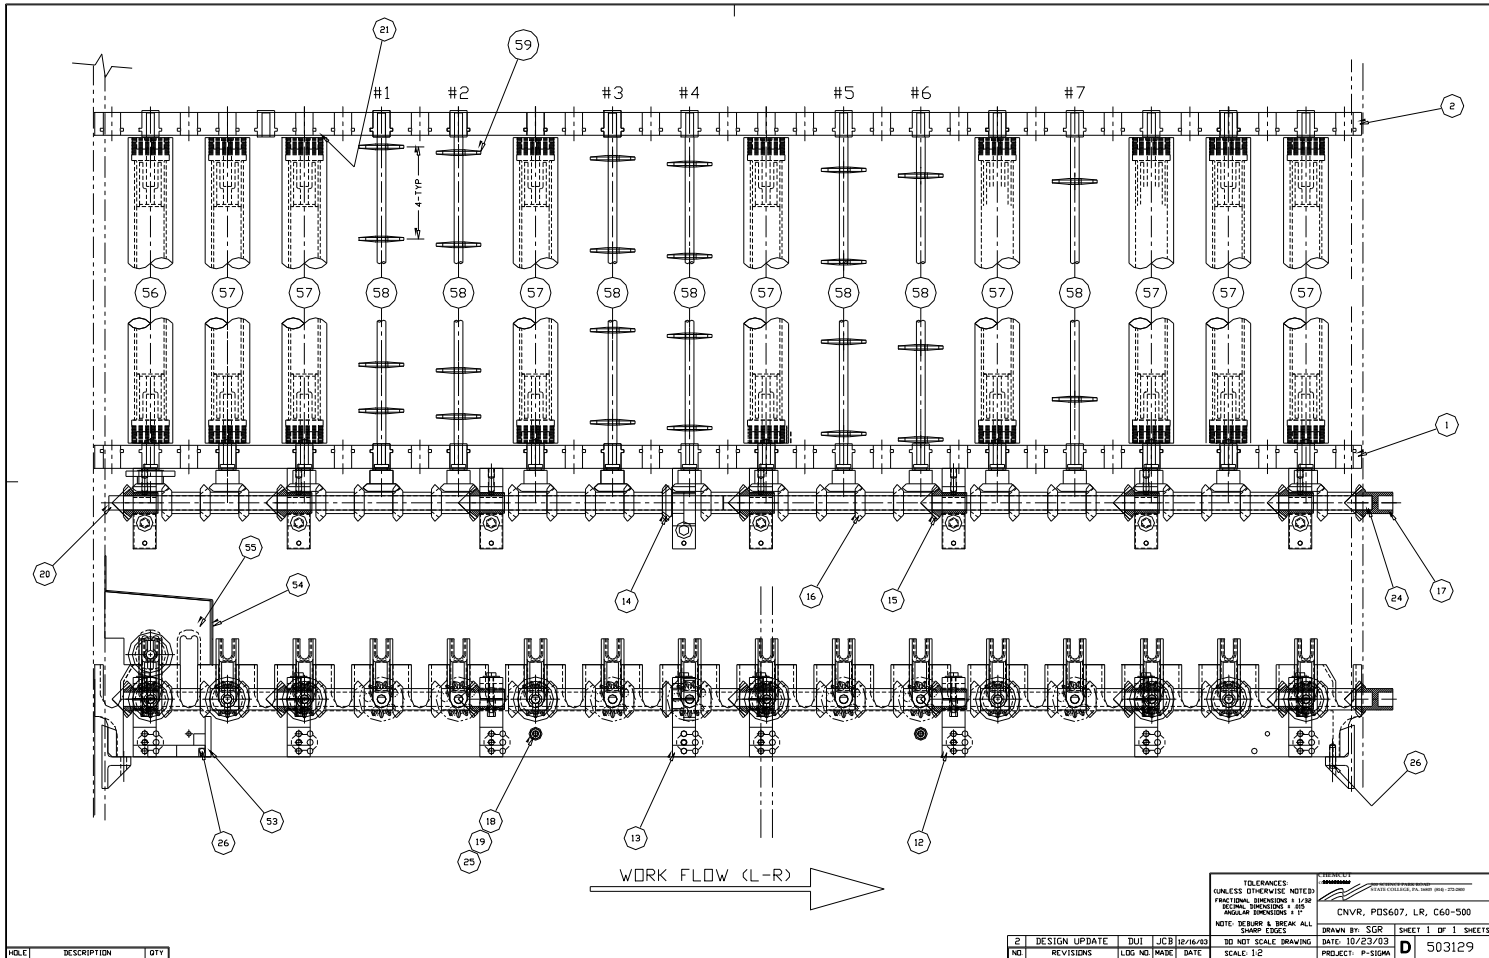 21
59
#1
#2
#3
#4
#5
#6
#7
2
4-TYP
56
57
57
58
58
57
58
58
57
58
58
57
58
57
57
57
1
20
55
54
14
16
15
24
17
53
26
18
19
25
13
12
26
WORK FLOW (L-R)
TOLERANCES:
(UNLESS OTHERWISE NOTED)
FRACTIONAL DIMENSIONS ± 1/32
DECIMAL DIMENSIONS ± .015
ANGULAR DIMENSIONS ± 1°
NOTE: DEBURR & BREAK ALL
SHARP EDGES
DO NOT SCALE DRAWING
SCALE: 1:2
CHEMCUT
STATE COLLEGE, PA.
CNVR, POS607, LR, C60-500
DRAWN BY: SGR
SHEET 1 OF 1 SHEETS
DATE: 10/23/03
PROJECT: P-SIGMA
D
503129
2 DESIGN UPDATE DUI JCB 12/16/03
NO. REVISIONS LOG NO. MADE DATE
HOLE DESCRIPTION QTY